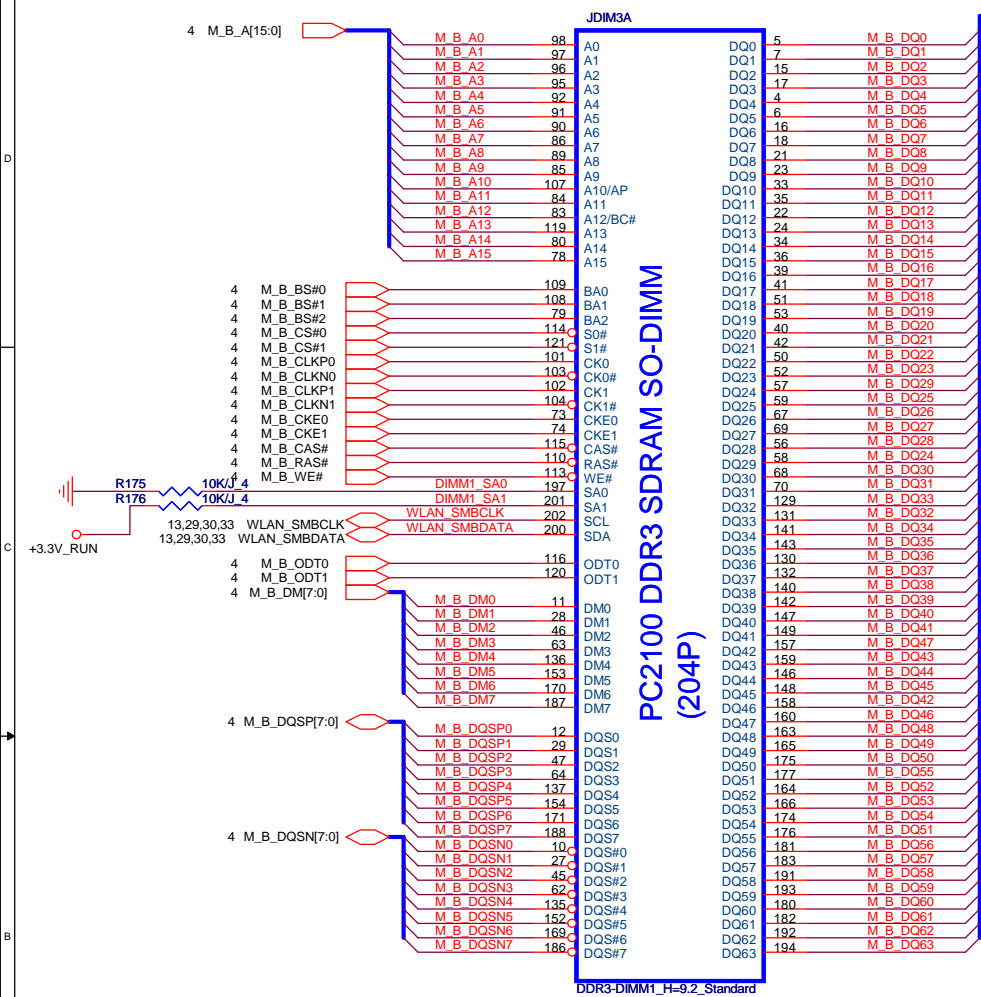 JDIM3A
4 M_B_A[15:0]
M_B_A0 98 A0
M_B_A1 97 A1
M_B_A2 96 A2
M_B_A3 95 A3
M_B_A4 92 A4
M_B_A5 91 A5
M_B_A6 90 A6
M_B_A7 86 A7
M_B_A8 89 A8
M_B_A9 85 A9
M_B_A10 107 A10/AP
M_B_A11 84 A11
M_B_A12 83 A12/BC#
M_B_A13 119 A13
M_B_A14 80 A14
M_B_A15 78 A15
4 M_B_BS#0 109 BA0
4 M_B_BS#1 108 BA1
4 M_B_BS#2 79 BA2
4 M_B_CS#0 114 S0#
4 M_B_CS#1 121 S1#
4 M_B_CLKP0 101 CK0
4 M_B_CLKN0 103 CK0#
4 M_B_CLKP1 102 CK1
4 M_B_CLKN1 104 CK1#
4 M_B_CKE0 73 CKE0
4 M_B_CKE1 74 CKE1
4 M_B_CAS# 115 CAS#
4 M_B_RAS# 110 RAS#
4 M_B_WE# 113 WE#
R175 10K/J_4 DIMM1_SA0 197 SA0
R176 10K/J_4 DIMM1_SA1 201 SA1
13,29,30,33 WLAN_SMBCLK WLAN_SMBCLK 202 SCL
13,29,30,33 WLAN_SMBDATA WLAN_SMBDATA 200 SDA
+3.3V_RUN
4 M_B_ODT0 116 ODT0
4 M_B_ODT1 120 ODT1
4 M_B_DM[7:0]
M_B_DM0 11 DM0
M_B_DM1 28 DM1
M_B_DM2 46 DM2
M_B_DM3 63 DM3
M_B_DM4 136 DM4
M_B_DM5 153 DM5
M_B_DM6 170 DM6
M_B_DM7 187 DM7
4 M_B_DQSP[7:0]
M_B_DQSP0 12 DQS0
M_B_DQSP1 29 DQS1
M_B_DQSP2 47 DQS2
M_B_DQSP3 64 DQS3
M_B_DQSP4 137 DQS4
M_B_DQSP5 154 DQS5
M_B_DQSP6 171 DQS6
M_B_DQSP7 188 DQS7
4 M_B_DQSN[7:0]
M_B_DQSN0 10 DQS#0
M_B_DQSN1 27 DQS#1
M_B_DQSN2 45 DQS#2
M_B_DQSN3 62 DQS#3
M_B_DQSN4 135 DQS#4
M_B_DQSN5 152 DQS#5
M_B_DQSN6 169 DQS#6
M_B_DQSN7 186 DQS#7
PC2100 DDR3 SDRAM SO-DIMM
(204P)
DQ0 5 M_B_DQ0
DQ1 7 M_B_DQ1
DQ2 15 M_B_DQ2
DQ3 17 M_B_DQ3
DQ4 4 M_B_DQ4
DQ5 6 M_B_DQ5
DQ6 16 M_B_DQ6
DQ7 18 M_B_DQ7
DQ8 21 M_B_DQ8
DQ9 23 M_B_DQ9
DQ10 33 M_B_DQ10
DQ11 35 M_B_DQ11
DQ12 22 M_B_DQ12
DQ13 24 M_B_DQ13
DQ14 34 M_B_DQ14
DQ15 36 M_B_DQ15
DQ16 39 M_B_DQ16
DQ17 41 M_B_DQ17
DQ18 51 M_B_DQ18
DQ19 53 M_B_DQ19
DQ20 40 M_B_DQ20
DQ21 42 M_B_DQ21
DQ22 50 M_B_DQ22
DQ23 52 M_B_DQ23
DQ24 57 M_B_DQ29
DQ25 59 M_B_DQ25
DQ26 67 M_B_DQ26
DQ27 69 M_B_DQ27
DQ28 56 M_B_DQ28
DQ29 58 M_B_DQ24
DQ30 68 M_B_DQ30
DQ31 70 M_B_DQ31
DQ32 129 M_B_DQ33
DQ33 131 M_B_DQ32
DQ34 141 M_B_DQ34
DQ35 143 M_B_DQ35
DQ36 130 M_B_DQ36
DQ37 132 M_B_DQ37
DQ38 140 M_B_DQ38
DQ39 142 M_B_DQ39
DQ40 147 M_B_DQ40
DQ41 149 M_B_DQ41
DQ42 157 M_B_DQ47
DQ43 159 M_B_DQ43
DQ44 146 M_B_DQ44
DQ45 148 M_B_DQ45
DQ46 158 M_B_DQ42
DQ47 160 M_B_DQ46
DQ48 163 M_B_DQ48
DQ49 165 M_B_DQ49
DQ50 175 M_B_DQ50
DQ51 177 M_B_DQ55
DQ52 164 M_B_DQ52
DQ53 166 M_B_DQ53
DQ54 174 M_B_DQ54
DQ55 176 M_B_DQ51
DQ56 181 M_B_DQ56
DQ57 183 M_B_DQ57
DQ58 191 M_B_DQ58
DQ59 193 M_B_DQ59
DQ60 180 M_B_DQ60
DQ61 182 M_B_DQ61
DQ62 192 M_B_DQ62
DQ63 194 M_B_DQ63
DDR3-DIMM1_H=9.2_Standard
D
C
B